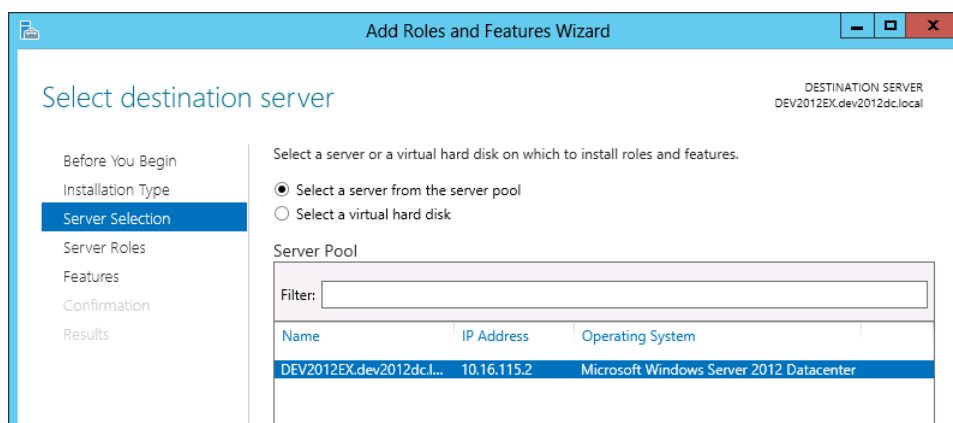 Add Roles and Features Wizard
Select destination server
DESTINATION SERVER
DEV2012EX.dev2012dc.local
Before You Begin
Installation Type
Server Selection
Server Roles
Features
Confirmation
Results
Select a server or a virtual hard disk on which to install roles and features.
Select a server from the server pool
Select a virtual hard disk
Server Pool
Filter:
Name IP Address Operating System
DEV2012EX.dev2012dc.l... 10.16.115.2 Microsoft Windows Server 2012 Datacenter